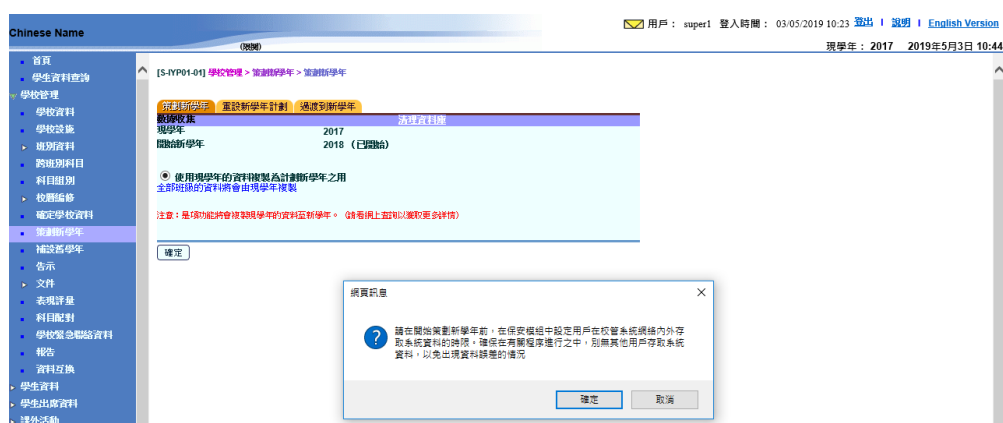 Chinese Name
用戶： super1 登入時間： 03/05/2019 10:23 登出 | 說明 | English Version
(限閱)
現學年： 2017 2019年5月3日 10:44
首頁
學生資料查詢
學校管理
學校資料
學校設施
班別資料
跨班別科目
科目組別
校曆編修
確定學校資料
策劃新學年
補設舊學年
告示
文件
表現評量
科目配對
學校緊急聯絡資料
報告
資料互換
學生資料
學生出席資料
課外活動
[S-IYP01-01] 學校管理 > 策劃新學年 > 策劃新學年
策劃新學年 重設新學年計劃 過渡到新學年
數據收集 清理資料庫
現學年 2017
開始新學年 2018 (已開始)
使用現學年的資料複製為計劃新學年之用
全部班級的資料將會由現學年複製
注意：是項功能將會複製現學年的資料至新學年。 (請看網上查詢以獲取更多詳情)
確定
網頁訊息
請在開始策劃新學年前，在保安模組中設定用戶在校管系統網絡內外存
取系統資料的時限。確保在有關程序進行之中，別無其他用戶存取系統
資料，以免出現資料誤差的情況
確定 取消